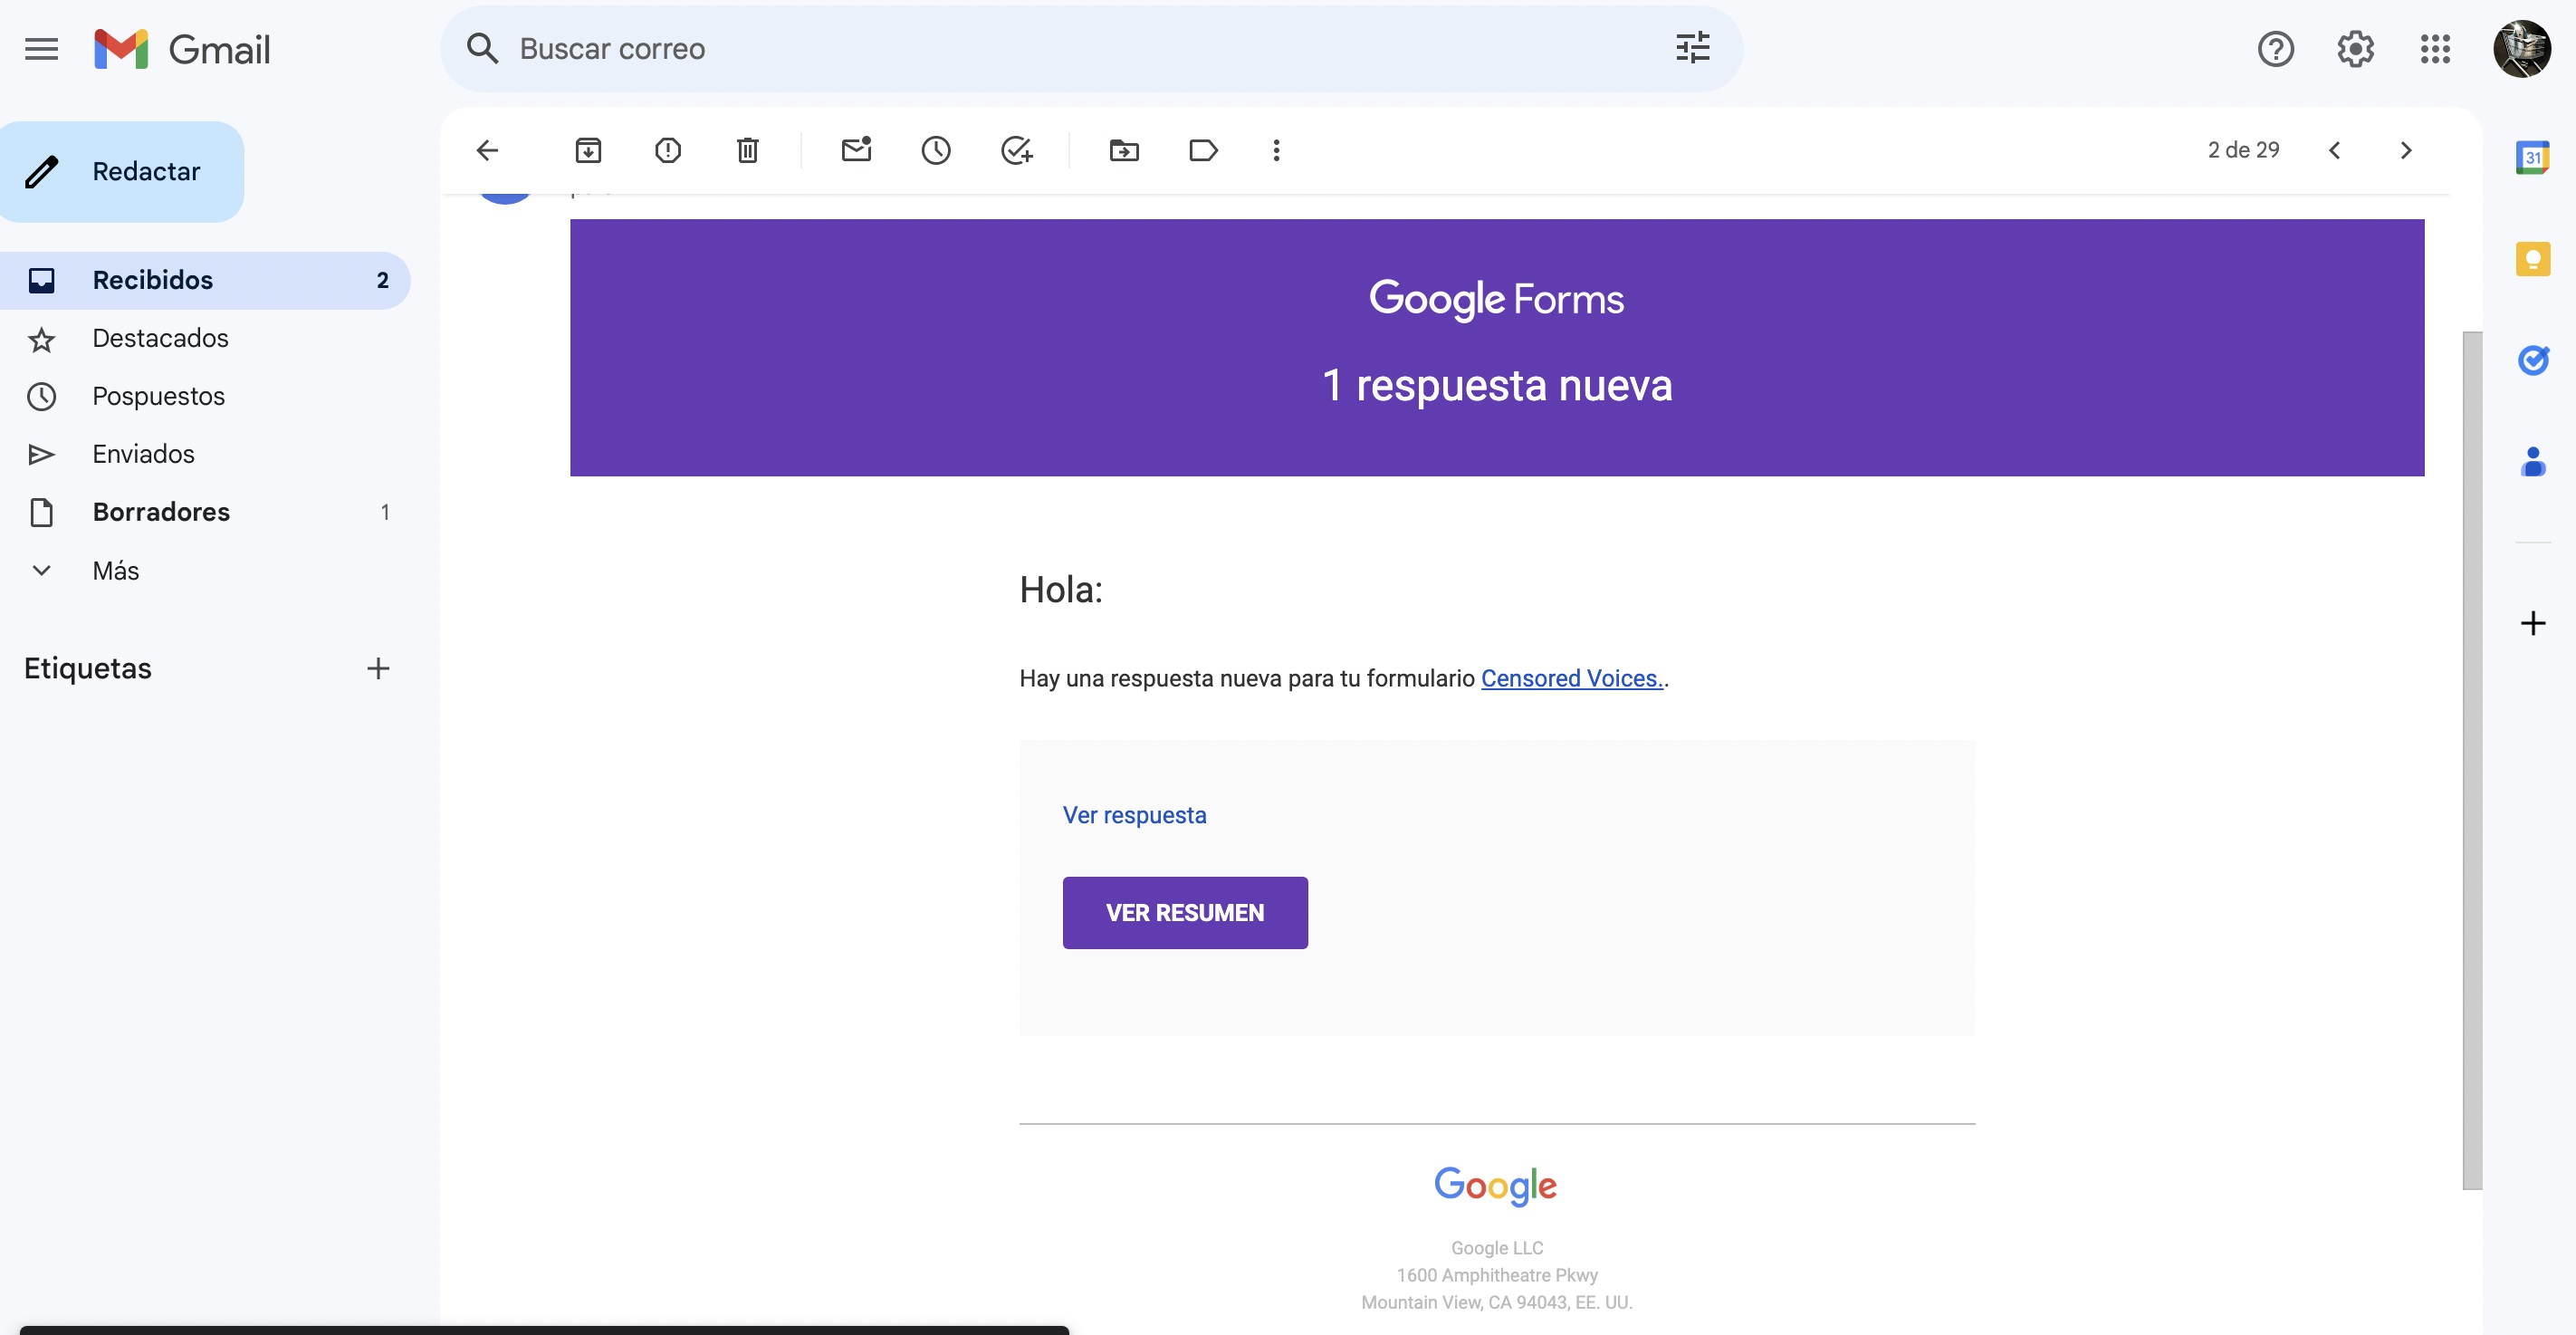 Gmail
Buscar correo
Redactar
2 de 29
31
Recibidos 2
Destacados
Pospuestos
Enviados
Borradores 1
Más
Etiquetas
Google Forms
1 respuesta nueva
Hola:
Hay una respuesta nueva para tu formulario Censored Voices..
Ver respuesta
VER RESUMEN
Google
Google LLC
1600 Amphitheatre Pkwy
Mountain View, CA 94043, EE. UU.